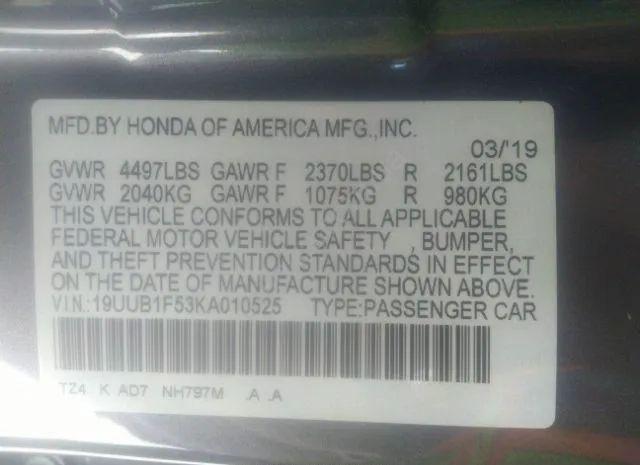 MFD.BY HONDA OF AMERICA MFG.,INC.
03/'19
GVWR 4497LBS GAWR F 2370LBS R 2161LBS
GVWR 2040KG GAWR F 1075KG R 980KG
THIS VEHICLE CONFORMS TO ALL APPLICABLE
FEDERAL MOTOR VEHICLE SAFETY , BUMPER,
AND THEFT PREVENTION STANDARDS IN EFFECT
ON THE DATE OF MANUFACTURE SHOWN ABOVE.
VIN:19UUB1F53KA010525 TYPE:PASSENGER CAR
TZ4 K AD7 NH797M .A .A